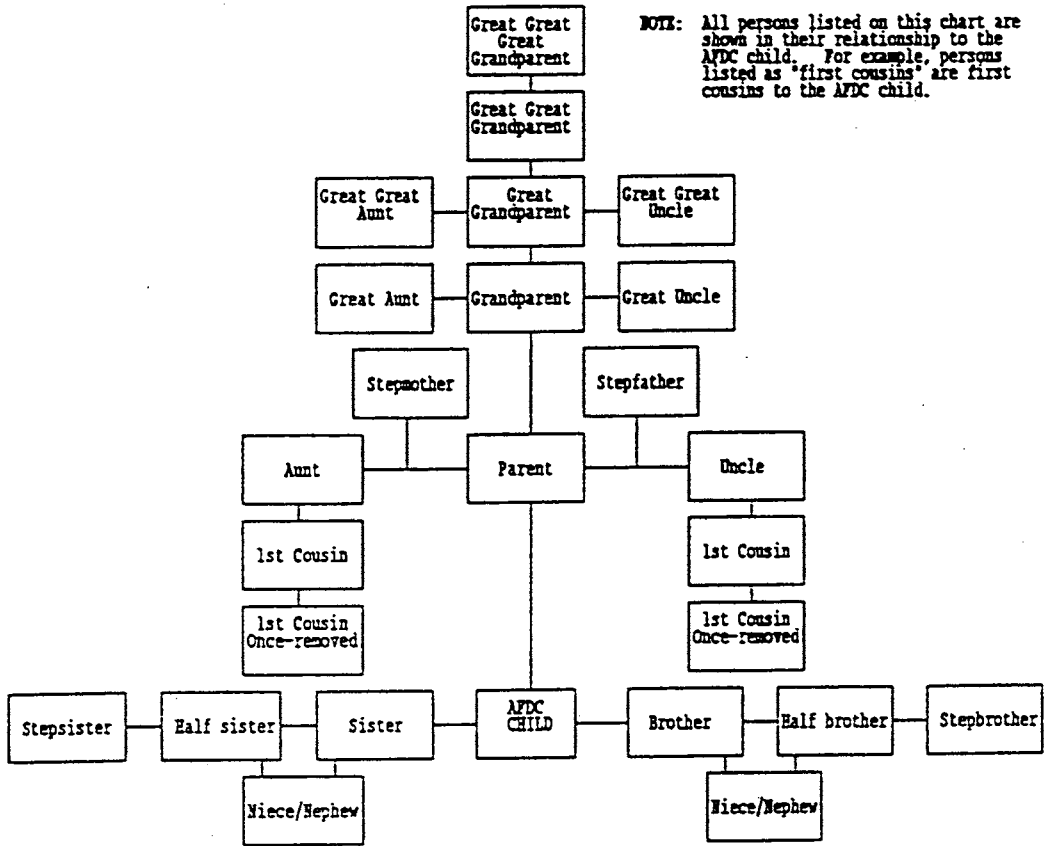 Great Great
Great
Grandparent
NOTE: All persons listed on this chart are
shown in their relationship to the
AFDC child. For example, persons
listed as "first cousins" are first
cousins to the AFDC child.
Great Great
Grandparent
Great Great
Aunt
Great
Grandparent
Great Great
Uncle
Great Aunt
Grandparent
Great Uncle
Stepmother
Stepfather
Aunt
Parent
Uncle
1st Cousin
1st Cousin
1st Cousin
Once-removed
1st Cousin
Once-removed
Stepsister
Half sister
Sister
AFDC
CHILD
Brother
Half brother
Stepbrother
Niece/Nephew
Niece/Nephew